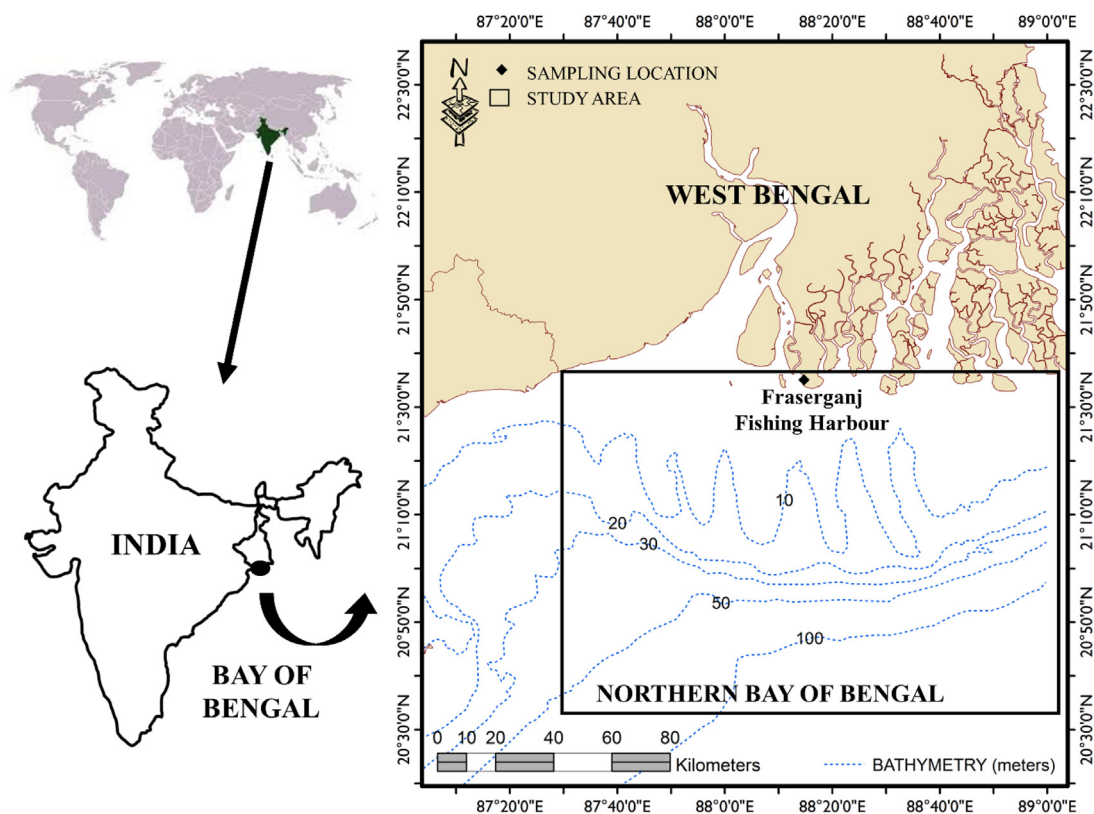 87°20'0"E 87°40'0"E 88°0'0"E 88°20'0"E 88°40'0"E 89°0'0"E
N
SAMPLING LOCATION
STUDY AREA
WEST BENGAL
22°30'0"N
22°10'0"N
21°50'0"N
21°30'0"N
21°10'0"N
20°50'0"N
20°30'0"N
22°30'0"N
22°10'0"N
21°50'0"N
21°30'0"N
21°10'0"N
20°50'0"N
20°30'0"N
Fraserganj
Fishing Harbour
10
20
30
50
100
NORTHERN BAY OF BENGAL
0 10 20 40 60 80
Kilometers
BATHYMETRY (meters)
87°20'0"E 87°40'0"E 88°0'0"E 88°20'0"E 88°40'0"E 89°0'0"E
INDIA
BAY OF
BENGAL